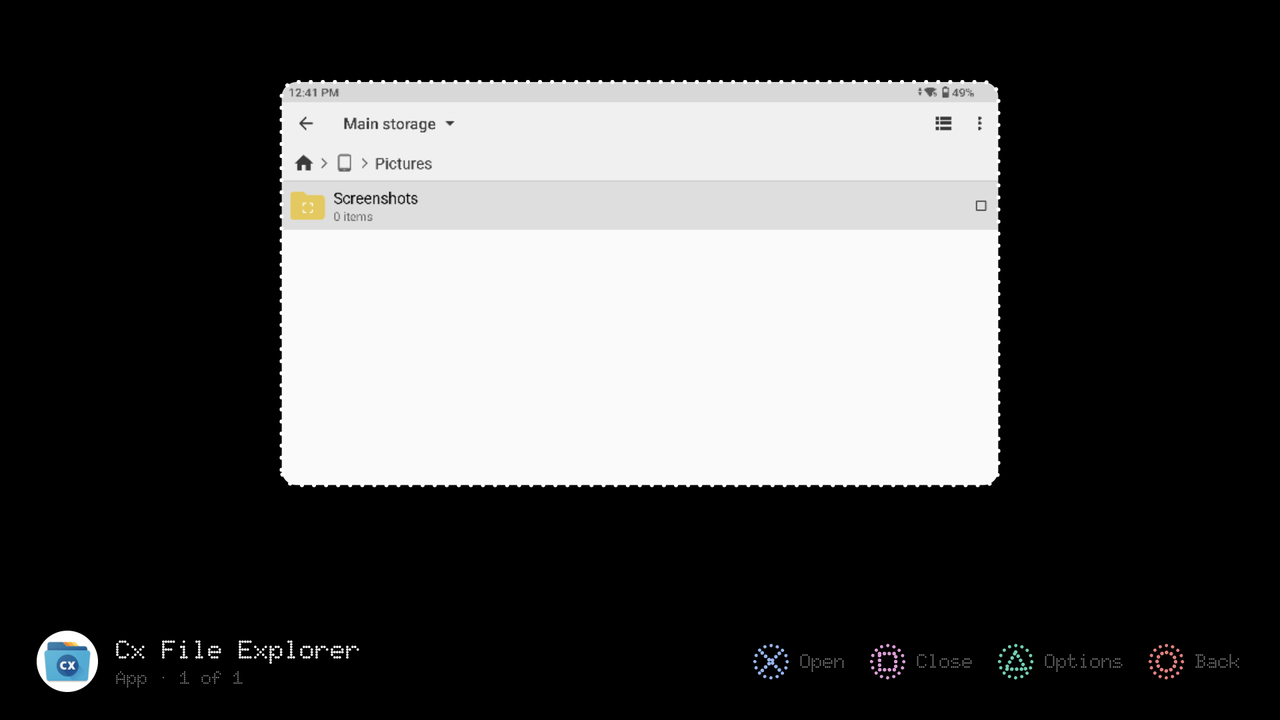 12:41 PM 49%
Main storage
Pictures
Screenshots
0 items
CX
Cx File Explorer
App · 1 of 1
Open Close Options Back